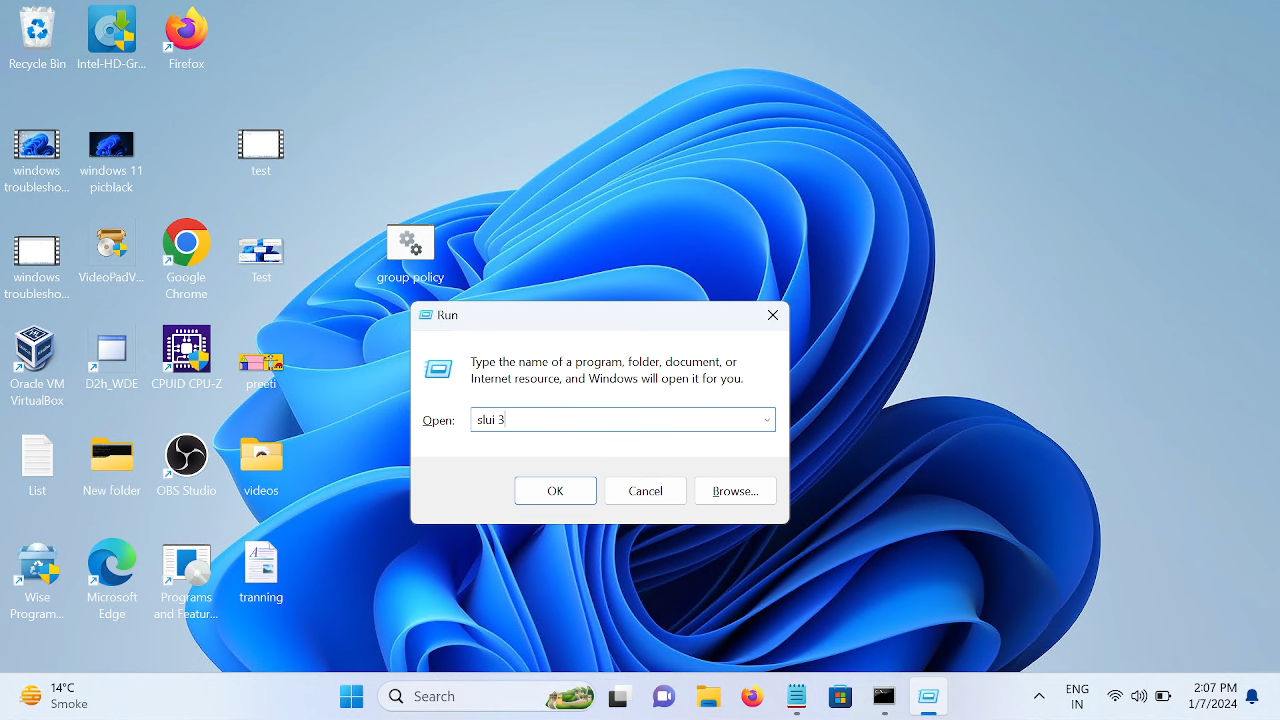 Recycle Bin
Intel-HD-Gr...
Firefox
windows
troublesho...
windows 11
picblack
test
windows
troublesho...
VideoPadV...
Google
Chrome
Test
group policy
Oracle VM
VirtualBox
D2h_WDE
CPUID CPU-Z
preeti
List
New folder
OBS Studio
videos
Wise
Program...
Microsoft
Edge
Programs
and Featur...
tranning
Run
Type the name of a program, folder, document, or
Internet resource, and Windows will open it for you.
Open:
slui 3
OK
Cancel
Browse...
14°C
Smoke
Search
ENG
IN
2:07 PM
1/7/2024